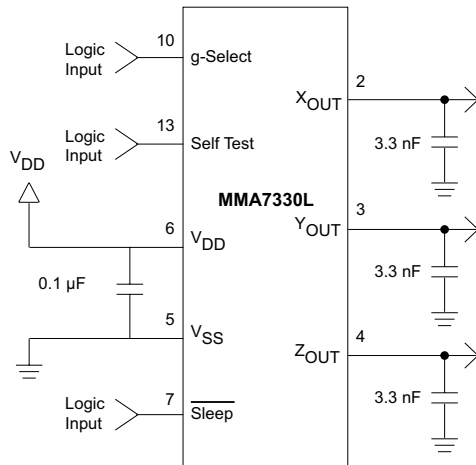 Logic
Input
10
g-Select
Logic
Input
13
Self Test
V_DD
MMA7330L
6
V_DD
0.1 µF
5
V_SS
Logic
Input
7
Sleep
2
X_OUT
3.3 nF
3
Y_OUT
3.3 nF
4
Z_OUT
3.3 nF